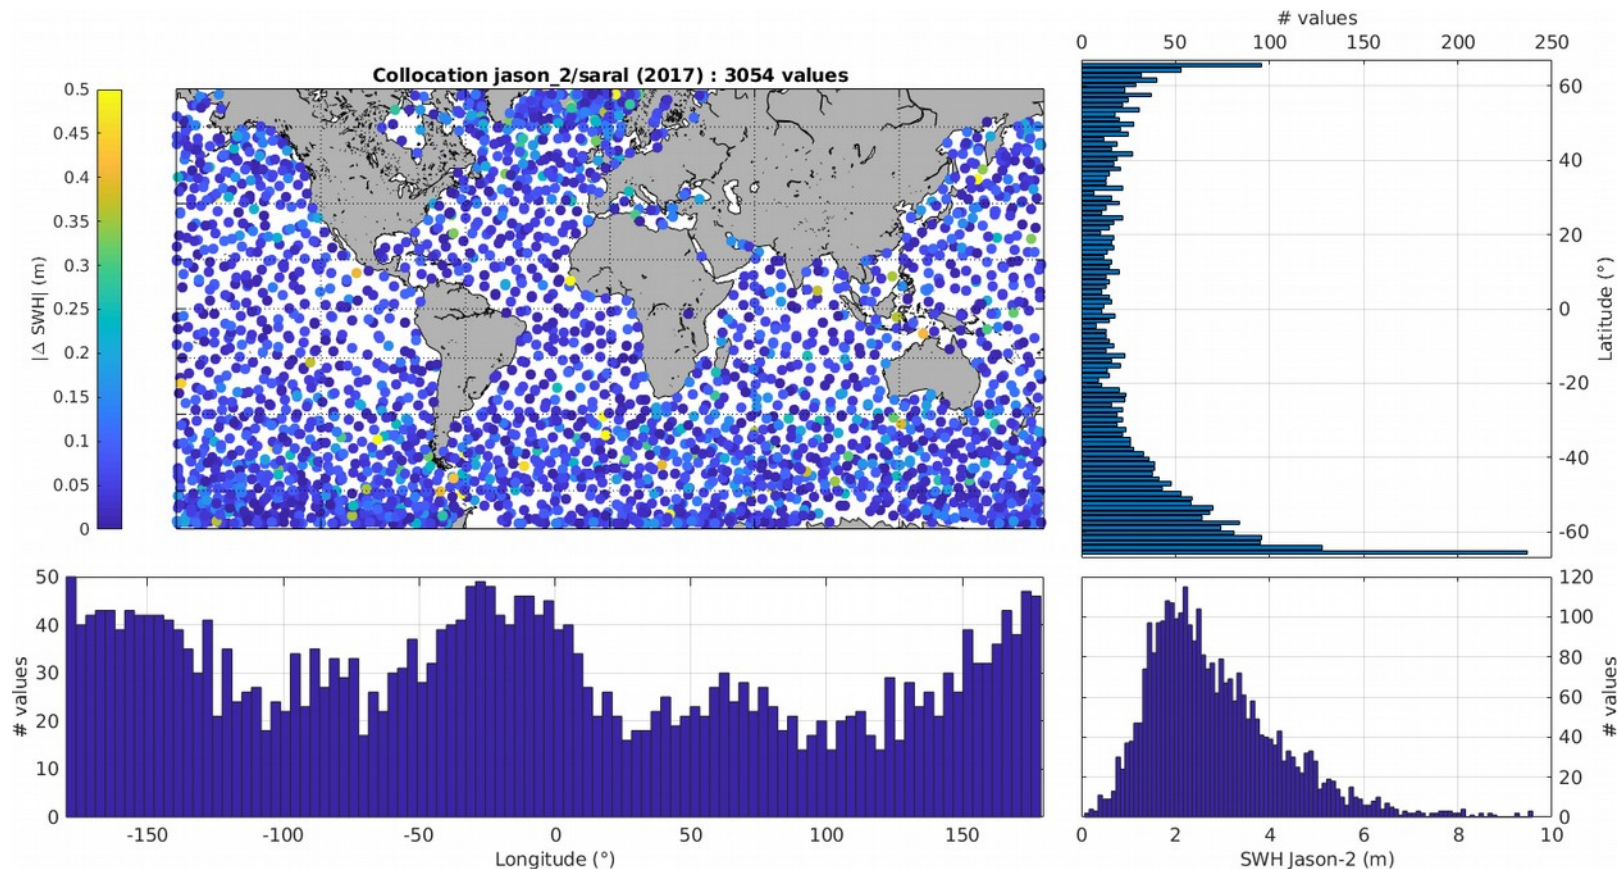 # values
0 50 100 150 200 250
Collocation jason_2/saral (2017) : 3054 values
0.5
0.45
0.4
0.35
0.3
0.25
0.2
0.15
0.1
0.05
0
|Δ SWH| (m)
60
40
20
0
-20
-40
-60
Latitude (°)
50
40
30
20
10
0
# values
-150 -100 -50 0 50 100 150
Longitude (°)
120
100
80
60
40
20
0
# values
0 2 4 6 8 10
SWH Jason-2 (m)